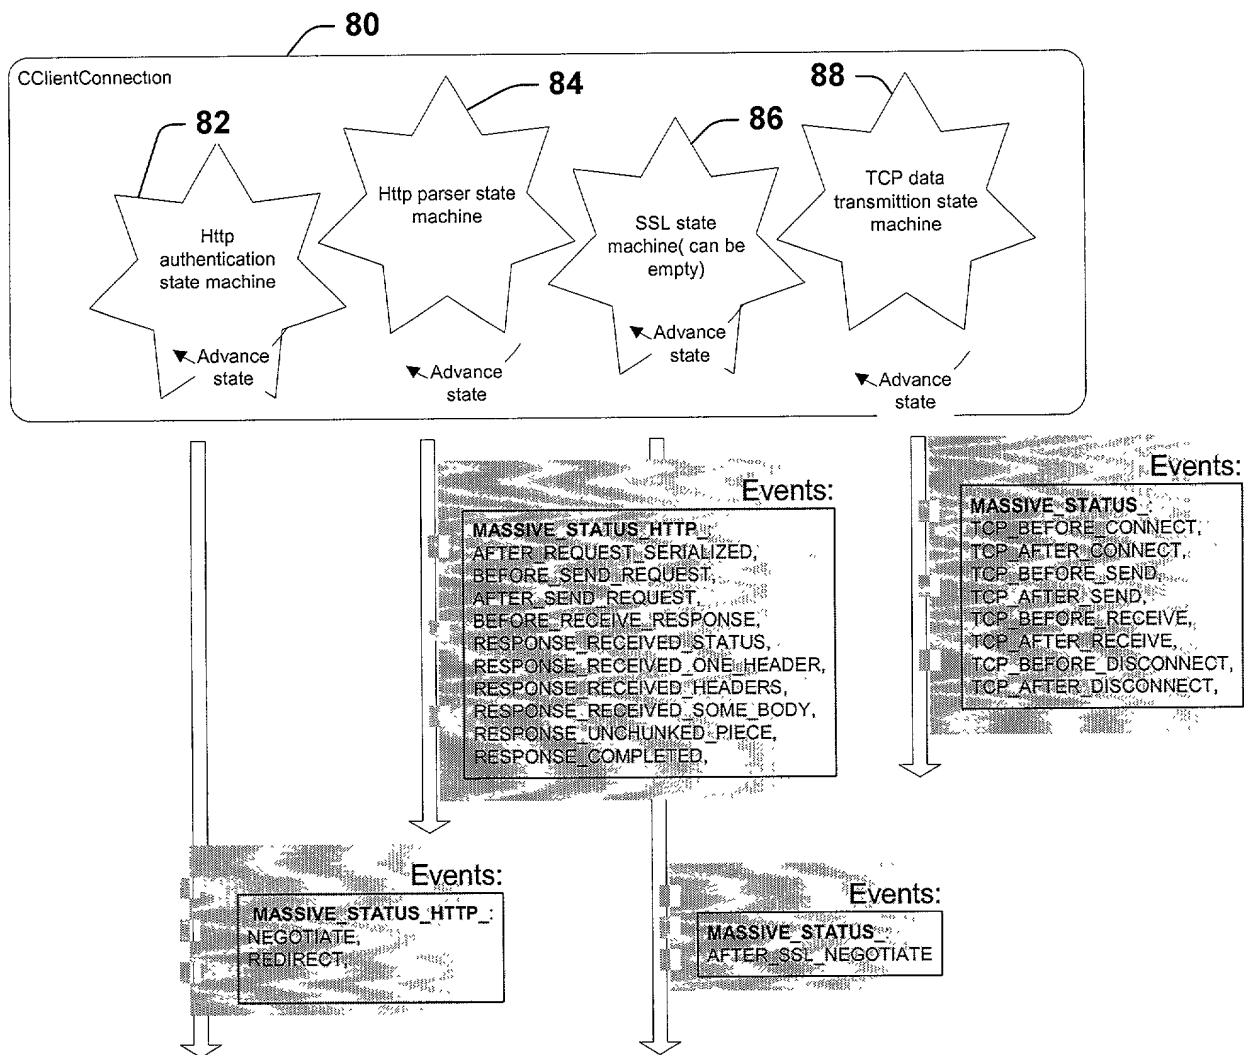 80
CClientConnection
82
84
86
88
Http
authentication
state machine
Http parser state
machine
SSL state
machine( can be
empty)
TCP data
transmittion state
machine
Advance
state
Advance
state
Advance
state
Advance
state
Events:
MASSIVE_STATUS_HTTP_:
AFTER_REQUEST_SERIALIZED,
BEFORE_SEND_REQUEST,
AFTER_SEND_REQUEST,
BEFORE_RECEIVE_RESPONSE,
RESPONSE_RECEIVED_STATUS,
RESPONSE_RECEIVED_ONE_HEADER,
RESPONSE_RECEIVED_HEADERS,
RESPONSE_RECEIVED_SOME_BODY,
RESPONSE_UNCHUNKED_PIECE,
RESPONSE_COMPLETED,
Events:
MASSIVE_STATUS_:
TCP_BEFORE_CONNECT,
TCP_AFTER_CONNECT,
TCP_BEFORE_SEND,
TCP_AFTER_SEND,
TCP_BEFORE_RECEIVE,
TCP_AFTER_RECEIVE,
TCP_BEFORE_DISCONNECT,
TCP_AFTER_DISCONNECT,
Events:
MASSIVE_STATUS_HTTP_:
NEGOTIATE,
REDIRECT,
Events:
MASSIVE_STATUS_:
AFTER_SSL_NEGOTIATE